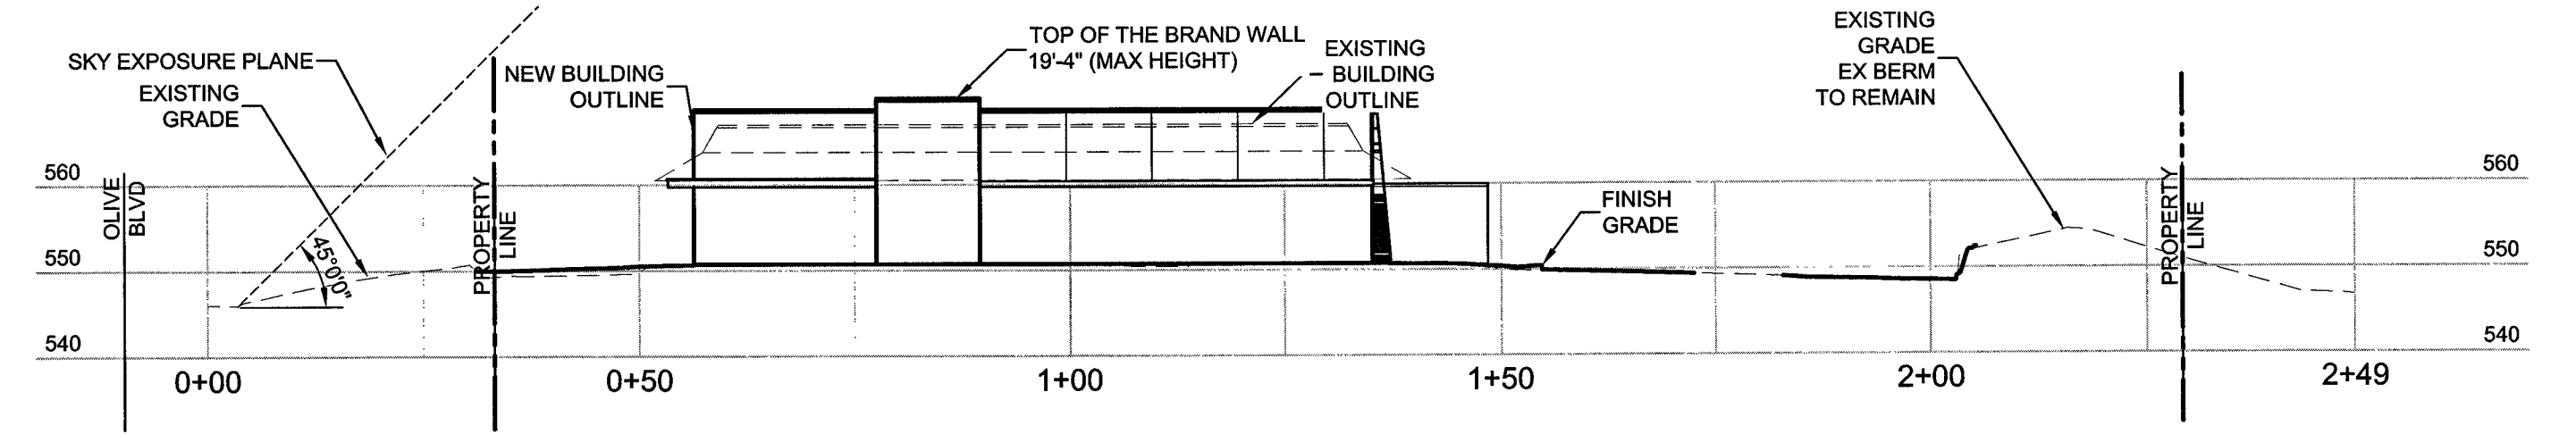 SKY EXPOSURE PLANE
EXISTING
GRADE
NEW BUILDING
OUTLINE
TOP OF THE BRAND WALL
19'-4" (MAX HEIGHT)
EXISTING
BUILDING
OUTLINE
EXISTING
GRADE
EX BERM
TO REMAIN
560
550
540
OLIVE
BLVD
45°0'0"
PROPERTY
LINE
FINISH
GRADE
PROPERTY
LINE
560
550
540
0+00
0+50
1+00
1+50
2+00
2+49